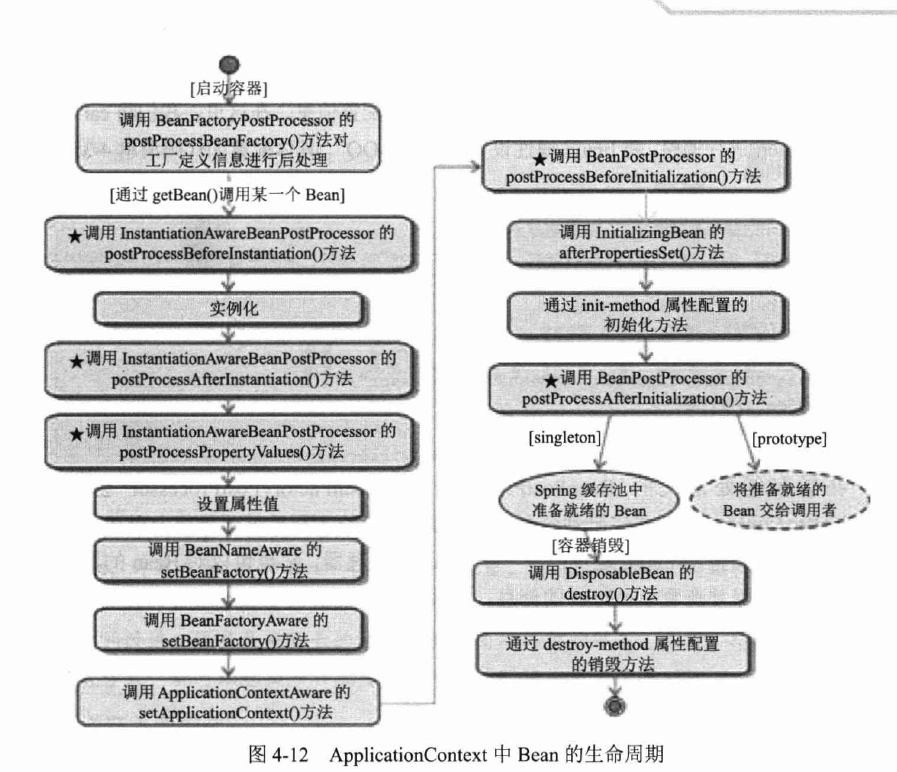 [启动容器]
调用 BeanFactoryPostProcessor 的
postProcessBeanFactory()方法对
工厂定义信息进行后处理
[通过 getBean()调用某一个 Bean]
★调用 InstantiationAwareBeanPostProcessor 的
postProcessBeforeInstantiation()方法
实例化
★调用 InstantiationAwareBeanPostProcessor 的
postProcessAfterInstantiation()方法
★调用 InstantiationAwareBeanPostProcessor 的
postProcessPropertyValues()方法
设置属性值
调用 BeanNameAware 的
setBeanFactory()方法
调用 BeanFactoryAware 的
setBeanFactory()方法
调用 ApplicationContextAware 的
setApplicationContext()方法
★调用 BeanPostProcessor 的
postProcessBeforeInitialization()方法
调用 InitializingBean 的
afterPropertiesSet()方法
通过 init-method 属性配置的
初始化方法
★调用 BeanPostProcessor 的
postProcessAfterInitialization()方法
[singleton]
[prototype]
Spring 缓存池中
准备就绪的 Bean
将准备就绪的
Bean 交给调用者
[容器销毁]
调用 DisposableBean 的
destroy()方法
通过 destroy-method 属性配置
的销毁方法
图 4-12 ApplicationContext 中 Bean 的生命周期